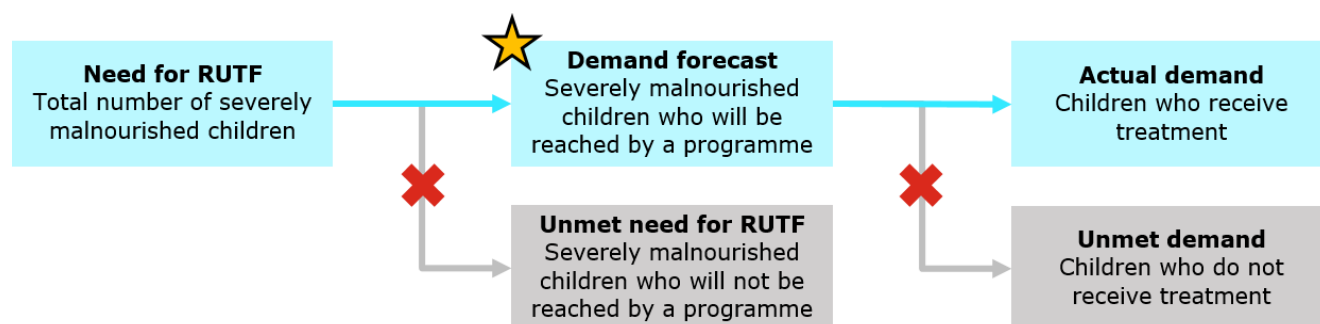 Need for RUTF
Total number of severely
malnourished children
Demand forecast
Severely malnourished
children who will be
reached by a programme
Actual demand
Children who receive
treatment
Unmet need for RUTF
Severely malnourished
children who will not be
reached by a programme
Unmet demand
Children who do not
receive treatment